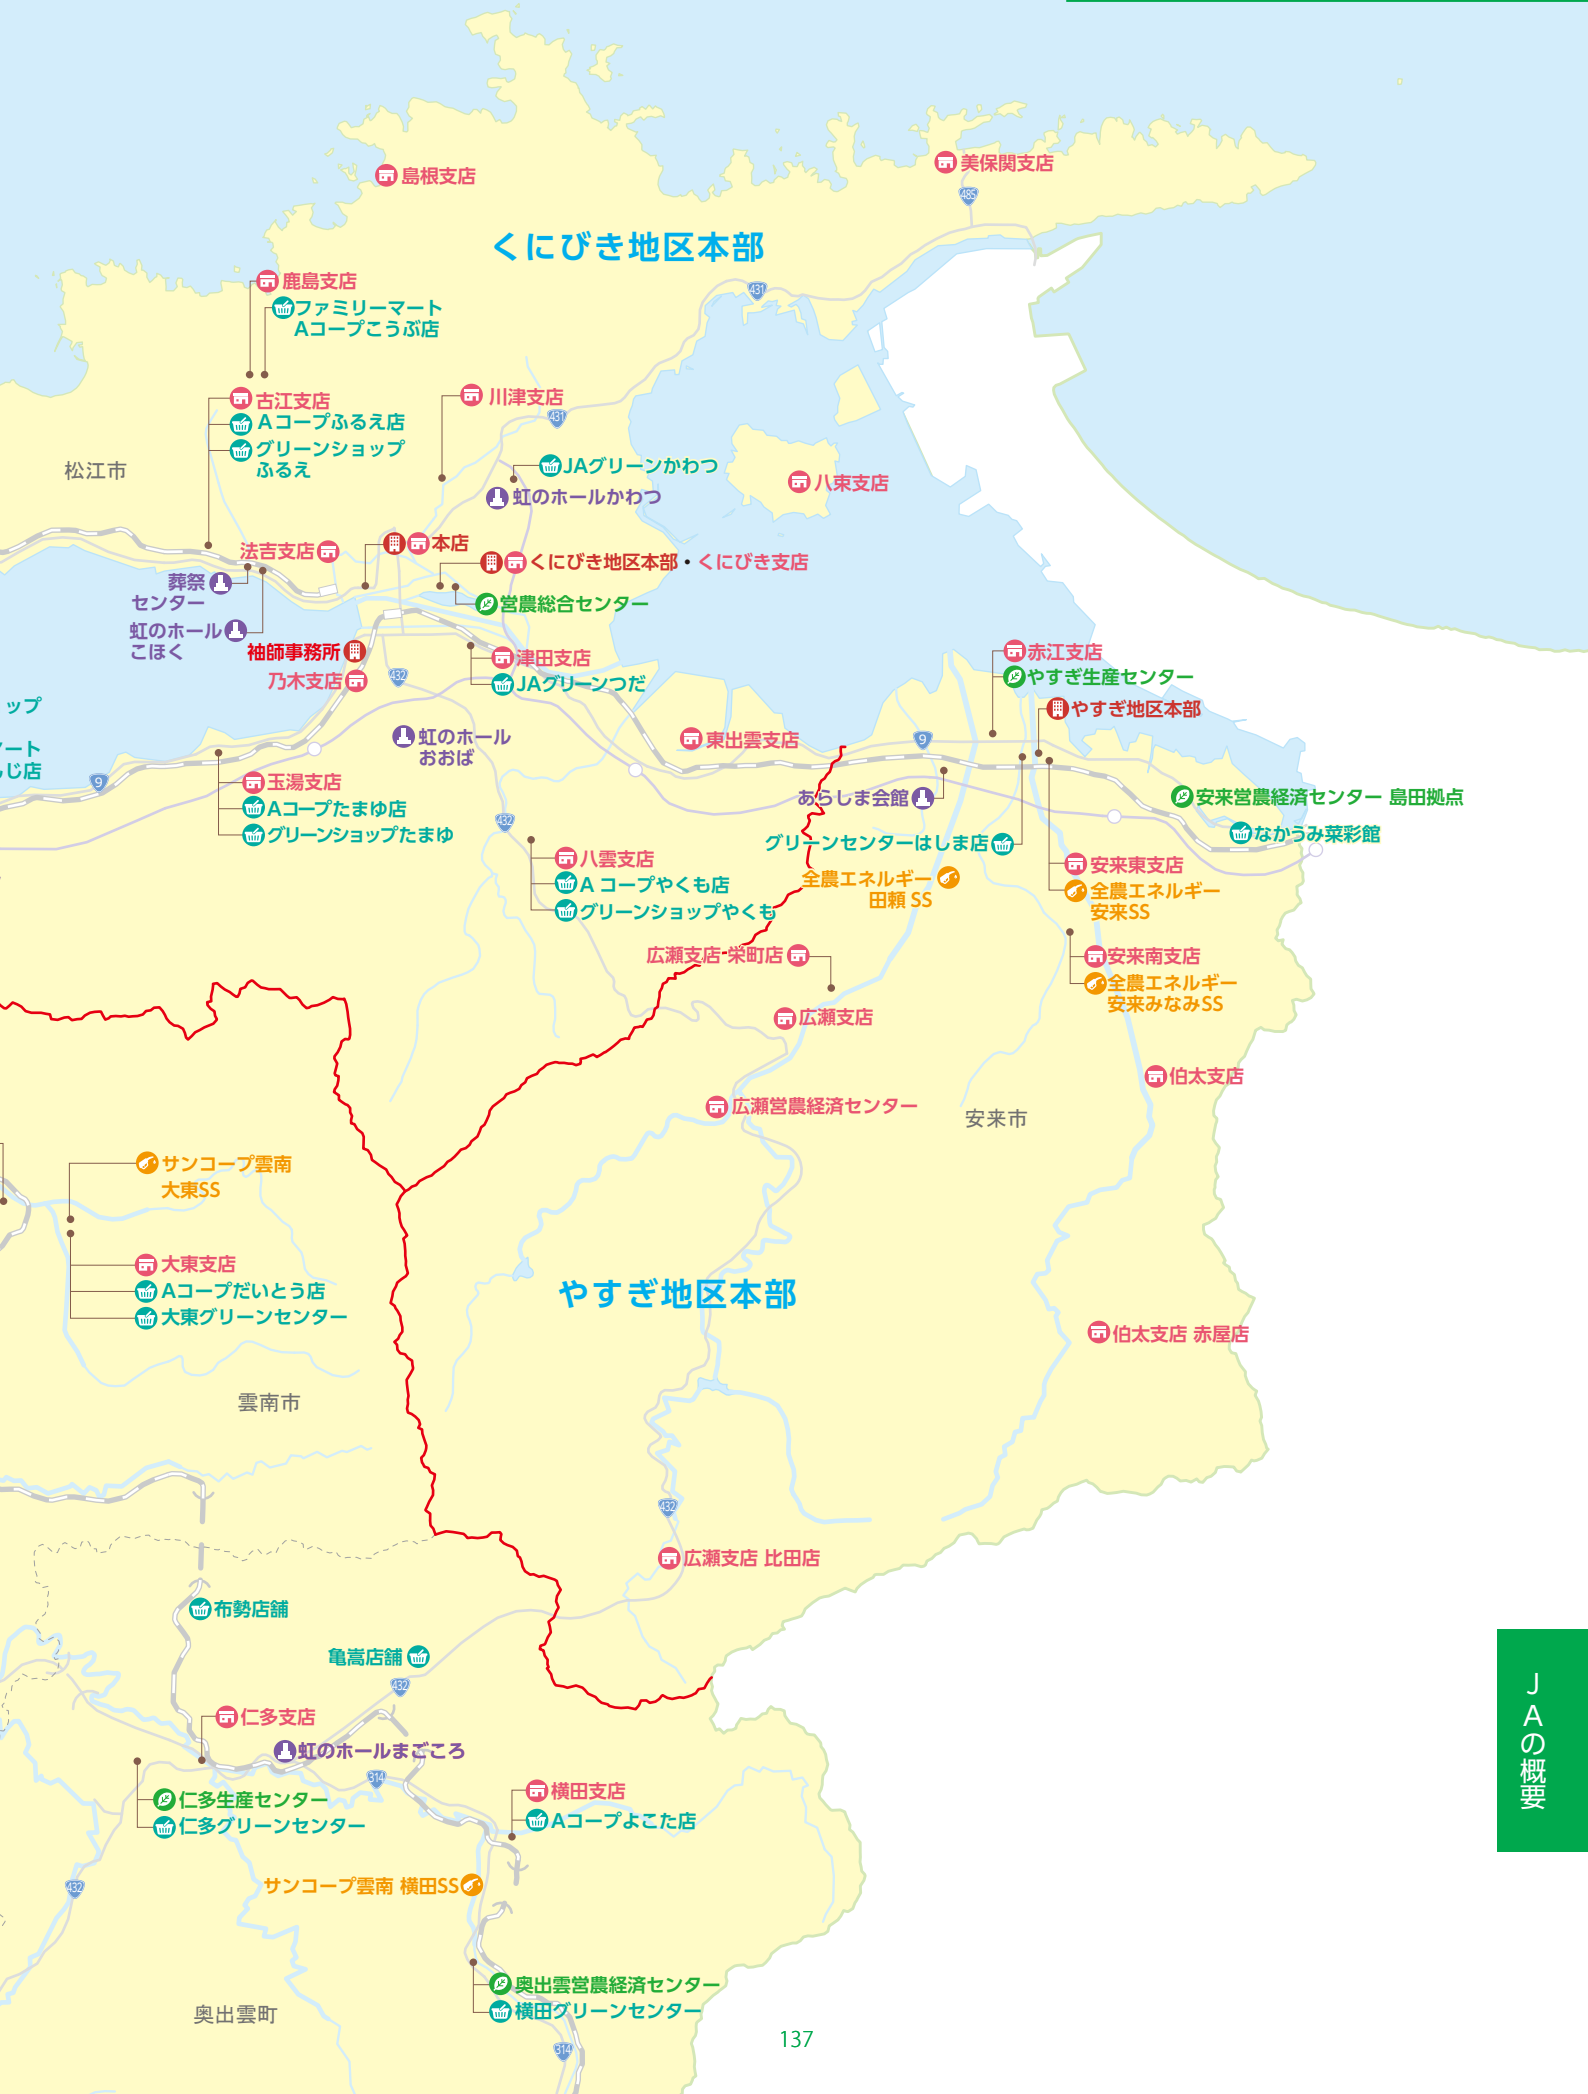 島根支店
美保関支店
485
くにびき地区本部
鹿島支店
ファミリーマート
Aコープこうぶ店
431
古江支店
Aコープふるえ店
グリーンショップ
ふるえ
川津支店
431
松江市
JAグリーンかわつ
虹のホールかわつ
八束支店
法吉支店
本店
くにびき地区本部・くにびき支店
葬祭
センター
営農総合センター
虹のホール
こほく
袖師事務所
乃木支店
432
津田支店
JAグリーンつだ
赤江支店
やすぎ生産センター
やすぎ地区本部
ップ
ート
じ店
虹のホール
おおば
東出雲支店
9
9
玉湯支店
Aコープたまゆ店
グリーンショップたまゆ
あらしま会館
安来営農経済センター 島田拠点
なかうみ菜彩館
432
グリーンセンターはしま店
八雲支店
A コープやくも店
グリーンショップやくも
全農エネルギー
田頼 SS
安来東支店
全農エネルギー
安来SS
広瀬支店 栄町店
安来南支店
全農エネルギー
安来みなみSS
広瀬支店
伯太支店
広瀬営農経済センター
安来市
サンコープ雲南
大東SS
大東支店
Aコープだいとう店
大東グリーンセンター
やすぎ地区本部
伯太支店 赤屋店
雲南市
432
広瀬支店 比田店
布勢店舗
亀嵩店舗
432
仁多支店
虹のホールまごころ
314
仁多生産センター
仁多グリーンセンター
横田支店
Aコープよこた店
サンコープ雲南 横田SS
432
奥出雲営農経済センター
横田グリーンセンター
奥出雲町
314
JAの概要
137